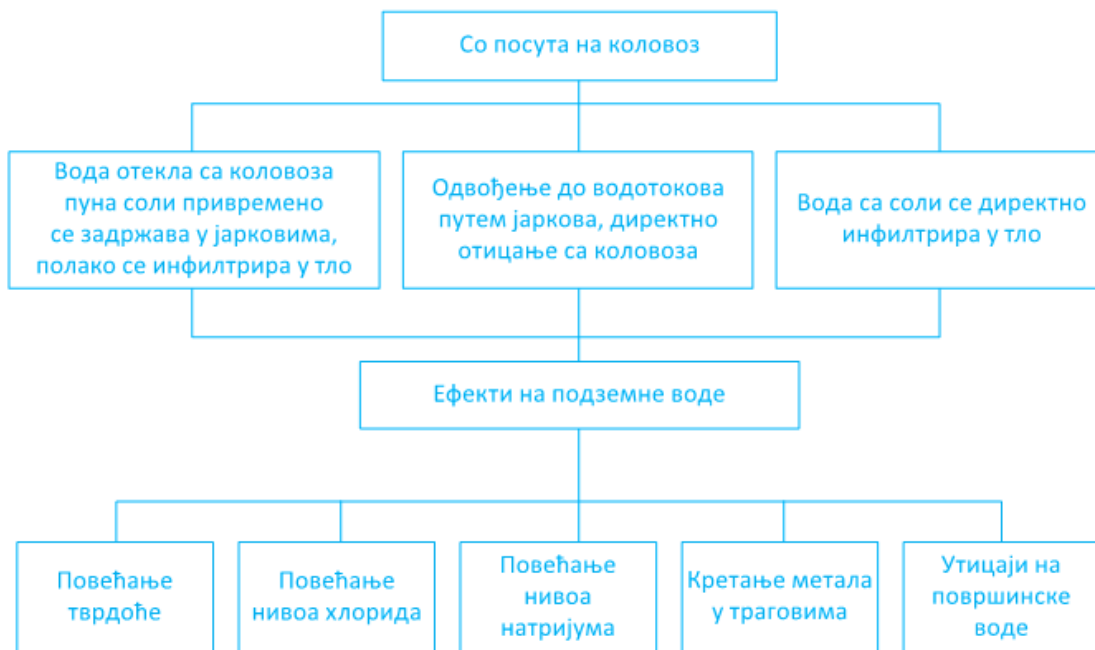 Со посута на коловоз
Вода отекла са коловоза
пуна соли привремено
се задржава у јарковима,
полако се инфилтрира у тло
Одвођење до водотокова
путем јаркова, директно
отицање са коловоза
Вода са соли се директно
инфилтрира у тло
Ефекти на подземне воде
Повећање
тврдоће
Повећање
нивоа хлорида
Повећање
нивоа
натријума
Кретање метала
у траговима
Утицаји на
површинске
воде